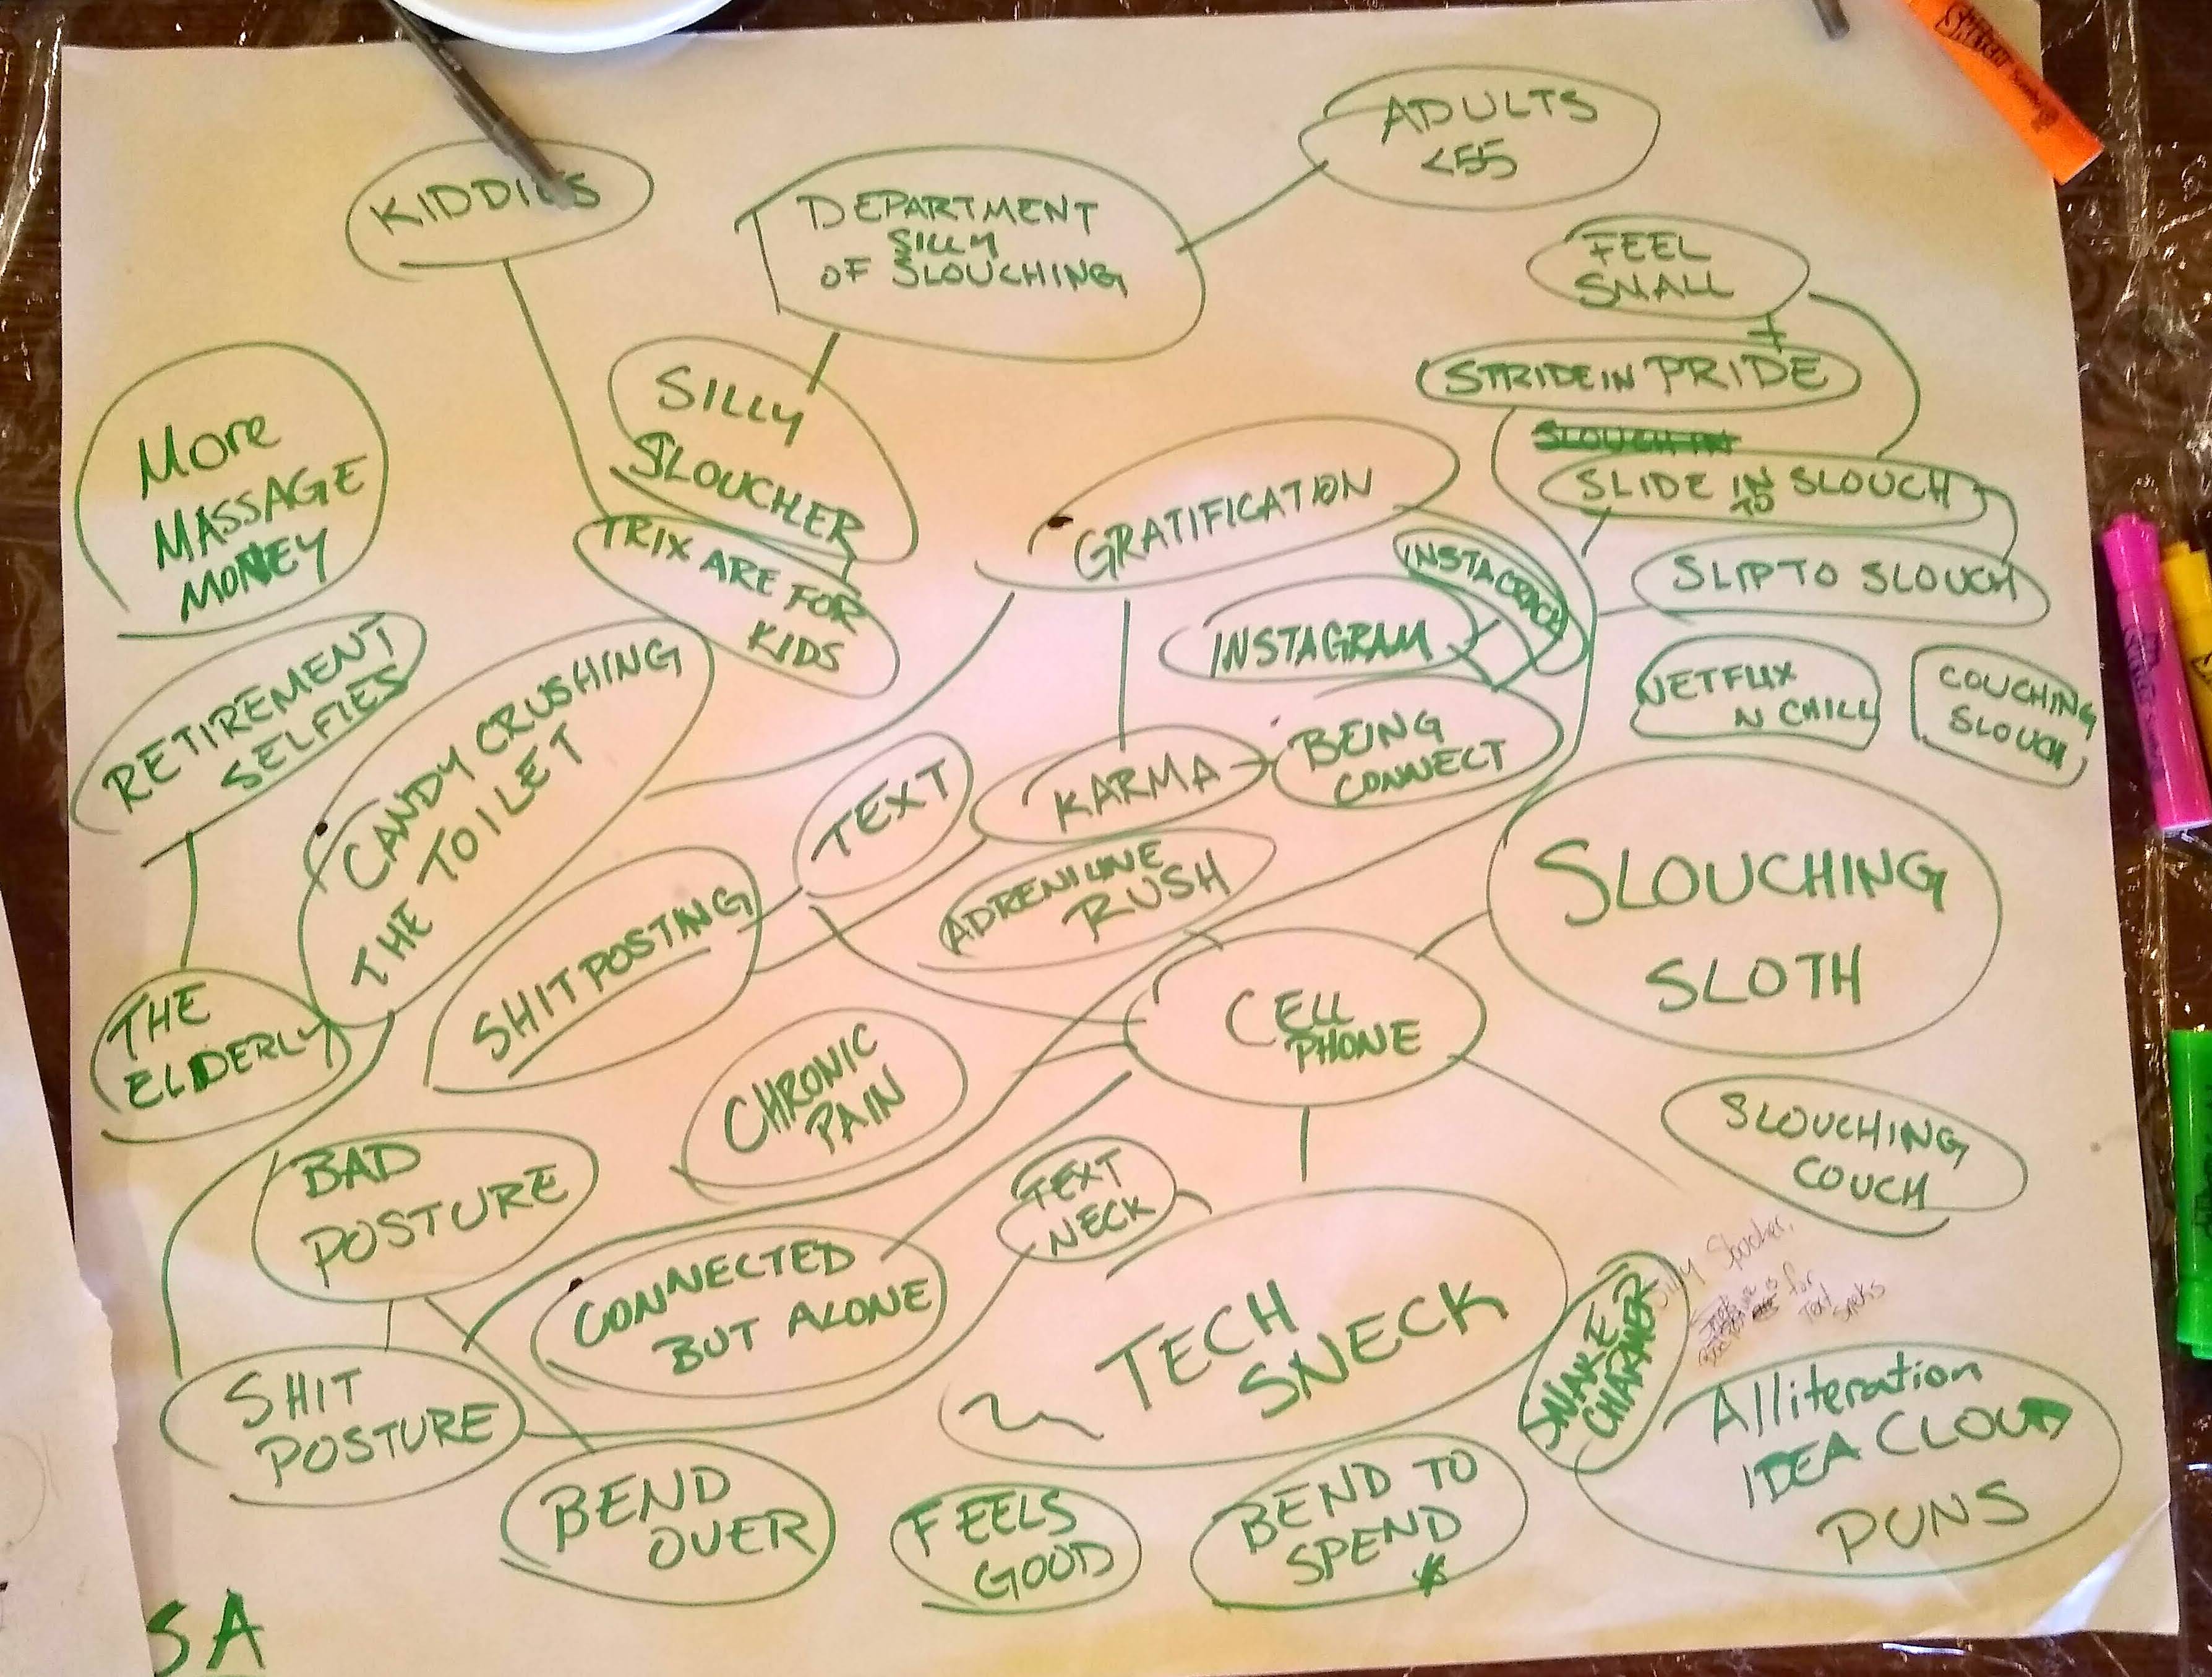 KIDDIES
DEPARTMENT
SILLY
OF SLOUCHING
ADULTS
<55
FEEL
SMALL
+
STRIDE IN PRIDE
SLOUCH IN
SLIDE IN SLOUCH
TO
SLIP TO SLOUCH
NETFLIX
N CHILL
COUCHING
SLOUCH
More
MASSAGE
MONEY
SILLY
SLOUCHER
TRIX ARE FOR
KIDS
GRATIFICATION
INSTACRACK
INSTAGRAM
RETIREMENT
SELFIES
CANDY CRUSHING
THE TOILET
TEXT
KARMA
BEING
CONNECT
ADRENILINE
RUSH
SHIT POSTING
SLOUCHING
SLOTH
CELL
PHONE
THE
ELDERLY
CHRONIC
PAIN
SLOUCHING
COUCH
BAD
POSTURE
TEXT
NECK
CONNECTED
BUT ALONE
TECH
SNECK
SNAKE
CHARMER
Silly Sloucher,
for
Text
SHIT
POSTURE
BEND
OVER
FEELS
GOOD
BEND TO
SPEND
$
Alliteration
IDEA CLOUD
PUNS
SA